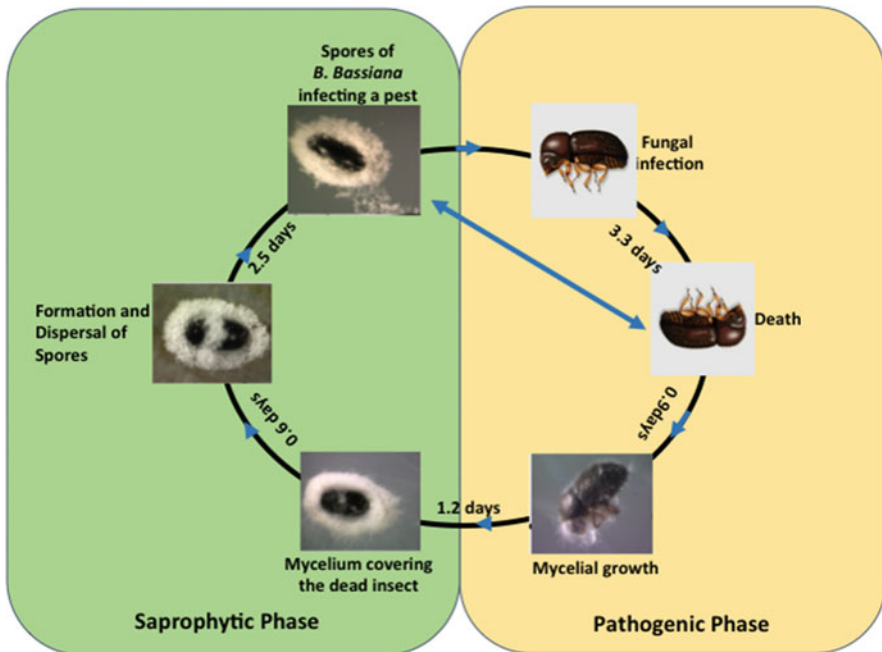 Spores of
B. Bassiana
infecting a pest
Fungal
infection
3.3 days
Death
0.9days
Mycelial growth
1.2 days
Mycelium covering
the dead insect
0.6 days
Formation and
Dispersal of
Spores
2.5 days
Saprophytic Phase
Pathogenic Phase